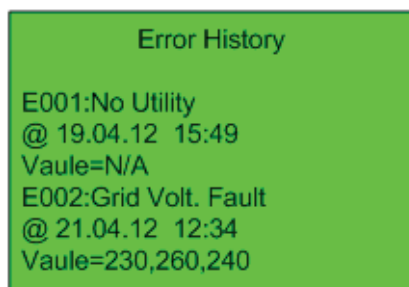 Error History
E001:No Utility
@ 19.04.12 15:49
Vaule=N/A
E002:Grid Volt. Fault
@ 21.04.12 12:34
Vaule=230,260,240